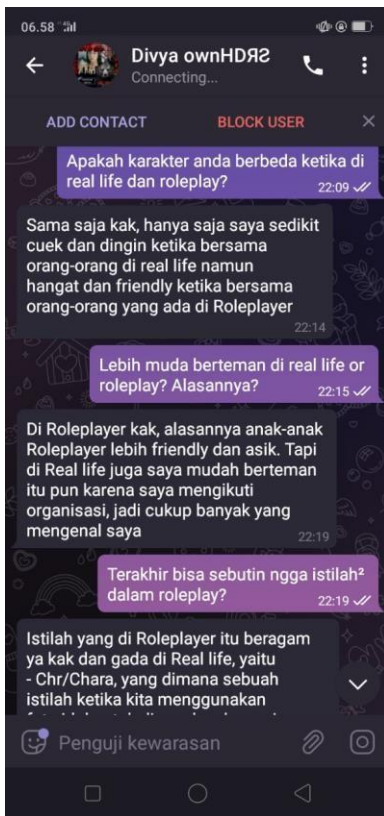 06.58
Divya ownHDЯƧ
Connecting...
ADD CONTACT
BLOCK USER
Apakah karakter anda berbeda ketika di
real life dan roleplay?
22:09
Sama saja kak, hanya saja saya sedikit
cuek dan dingin ketika bersama
orang-orang di real life namun
hangat dan friendly ketika bersama
orang-orang yang ada di Roleplayer
22:14
Lebih muda berteman di real life or
roleplay? Alasannya?
22:15
Di Roleplayer kak, alasannya anak-anak
Roleplayer lebih friendly dan asik. Tapi
di Real life juga saya mudah berteman
itu pun karena saya mengikuti
organisasi, jadi cukup banyak yang
mengenal saya
22:19
Terakhir bisa sebutin ngga istilah²
dalam roleplay?
22:19
Istilah yang di Roleplayer itu beragam
ya kak dan gada di Real life, yaitu
- Chr/Chara, yang dimana sebuah
istilah ketika kita menggunakan
Penguji kewarasan